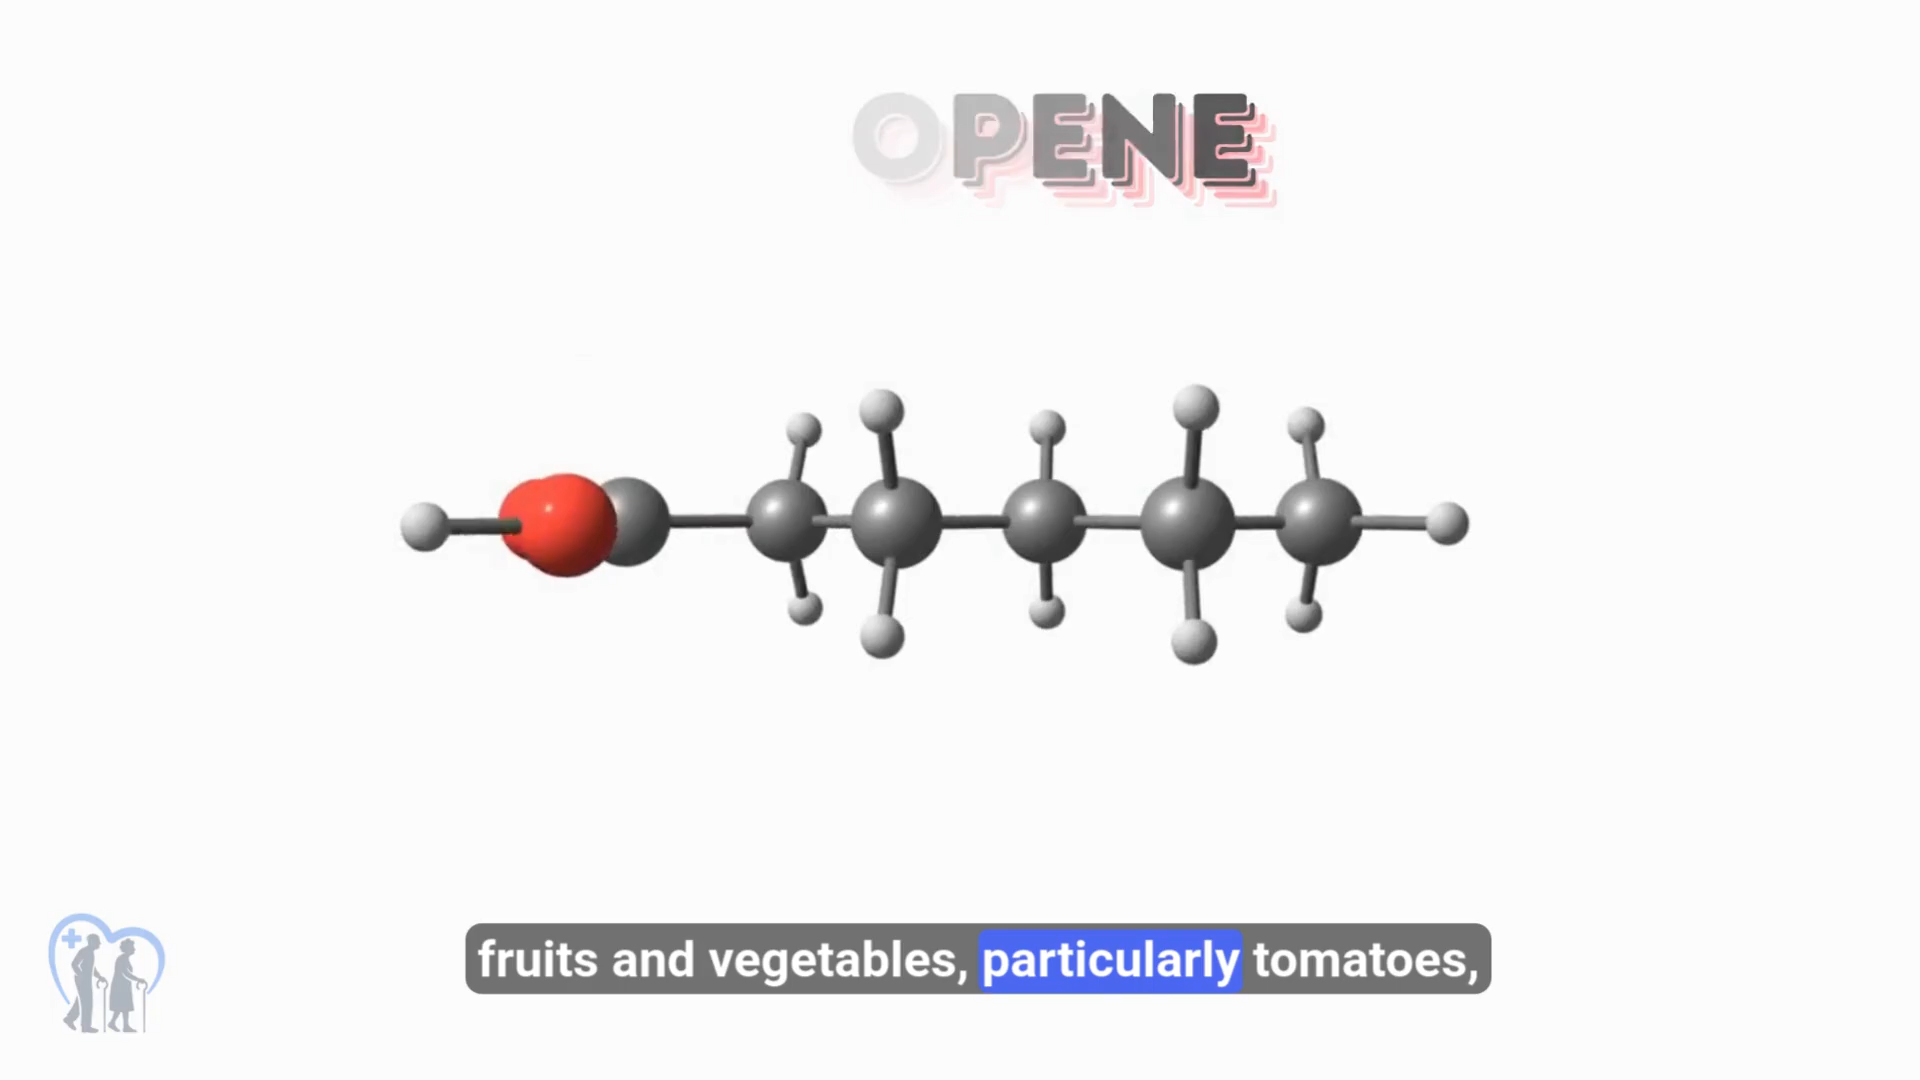 OPENE
fruits and vegetables, particularly tomatoes,